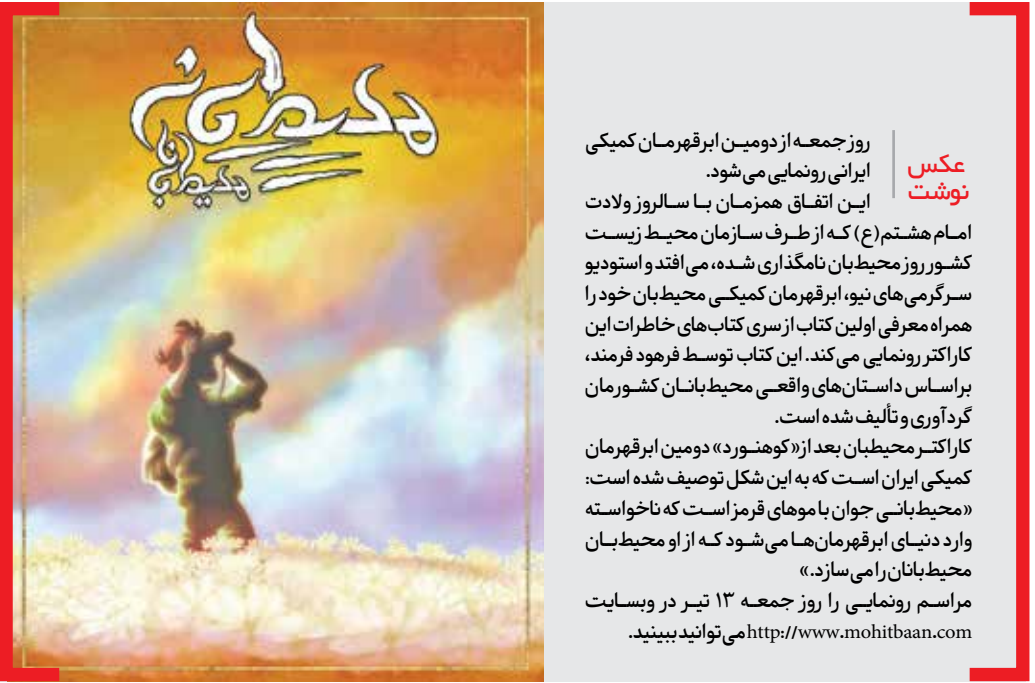 عکس
نوشت
روز جمعه از دومین ابرقهرمان کمیکی
ایرانی رونمایی می‌شود.
این اتفاق همزمان با سالروز ولادت
امام هشتم(ع) که از طرف سازمان محیط زیست
کشور روز محیط‌بان نامگذاری شده، می‌افتد و استودیو
سرگرمی‌های نیو، ابرقهرمان کمیکی محیط‌بان خود را
همراه معرفی اولین کتاب از سری کتاب‌های خاطرات این
کاراکتر رونمایی می‌کند. این کتاب توسط فرهود فرمند،
براساس داستان‌های واقعی محیط‌بانان کشورمان
گردآوری و تألیف شده است.
کاراکتر محیطبان بعد از «کوهنورد» دومین ابرقهرمان
کمیکی ایران است که به این شکل توصیف شده است:
«محیط‌بانی جوان با موهای قرمز است که ناخواسته
وارد دنیای ابرقهرمان‌ها می‌شود که از او محیط‌بان
محیط‌بانان را می‌سازد.»
مراسم رونمایی را روز جمعه ۱۳ تیر در وبسایت
http://www.mohitbaan.com می‌توانید ببینید.